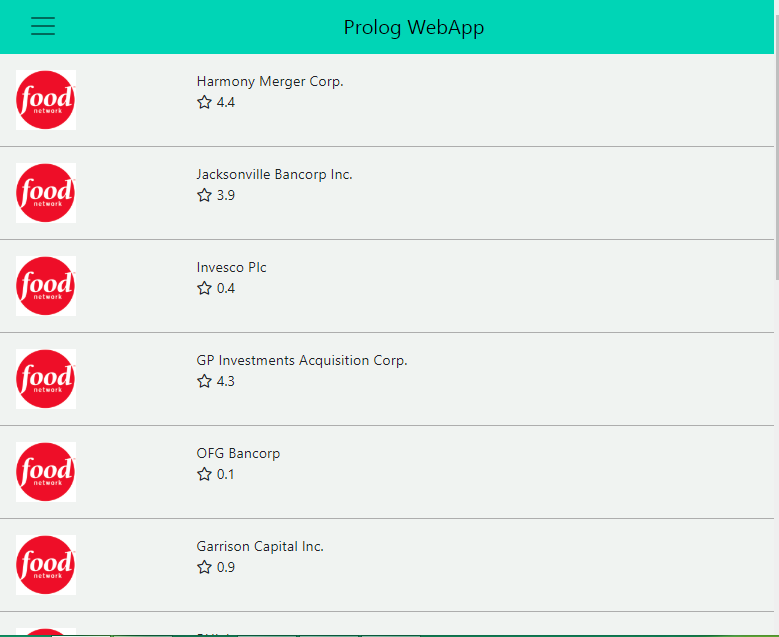 Prolog WebApp
food
network
Harmony Merger Corp.
4.4
food
network
Jacksonville Bancorp Inc.
3.9
food
network
Invesco Plc
0.4
food
network
GP Investments Acquisition Corp.
4.3
food
network
OFG Bancorp
0.1
food
network
Garrison Capital Inc.
0.9